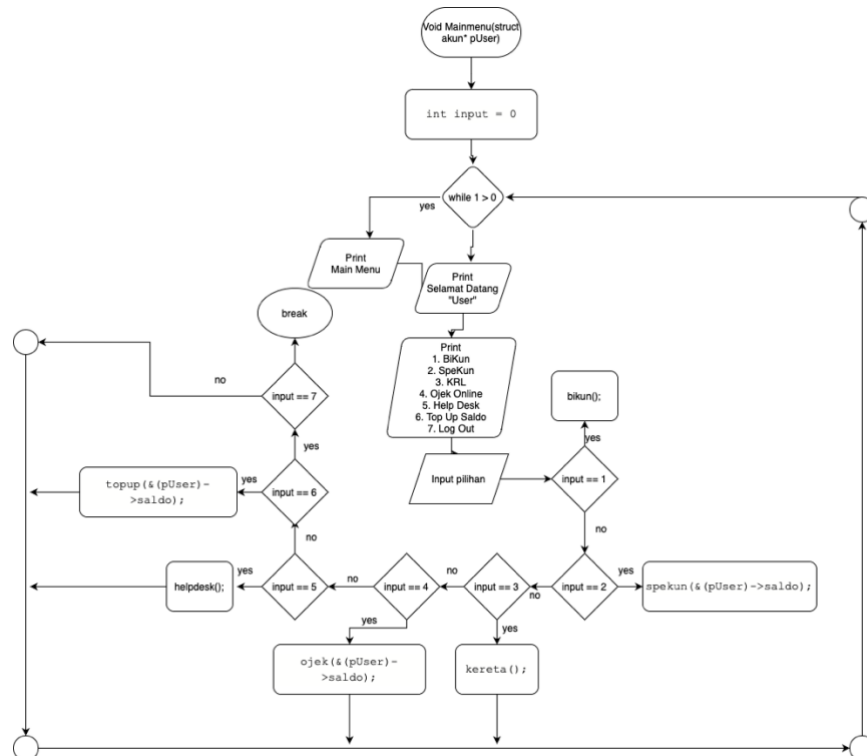 Void Mainmenu(struct
akun* pUser)
int input = 0
while 1 > 0
yes
Print
Main Menu
Print
Selamat Datang
"User"
Print
1. BiKun
2. SpeKun
3. KRL
4. Ojek Online
5. Help Desk
6. Top Up Saldo
7. Log Out
Input pilihan
input == 1
yes
bikun();
no
input == 2
yes
spekun(&(pUser)->saldo);
no
input == 3
yes
kereta();
no
input == 4
yes
ojek(&(pUser)-
>saldo);
no
input == 5
yes
helpdesk();
no
input == 6
yes
topup(&(pUser)-
>saldo);
yes
input == 7
no
break